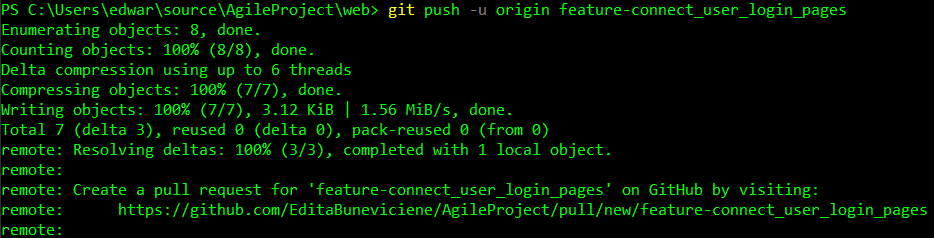 PS C:\Users\edwar\source\AgileProject\web> git push -u origin feature-connect_user_login_pages
Enumerating objects: 8, done.
Counting objects: 100% (8/8), done.
Delta compression using up to 6 threads
Compressing objects: 100% (7/7), done.
Writing objects: 100% (7/7), 3.12 KiB | 1.56 MiB/s, done.
Total 7 (delta 3), reused 0 (delta 0), pack-reused 0 (from 0)
remote: Resolving deltas: 100% (3/3), completed with 1 local object.
remote:
remote: Create a pull request for 'feature-connect_user_login_pages' on GitHub by visiting:
remote:      https://github.com/EditaBuneviciene/AgileProject/pull/new/feature-connect_user_login_pages
remote: